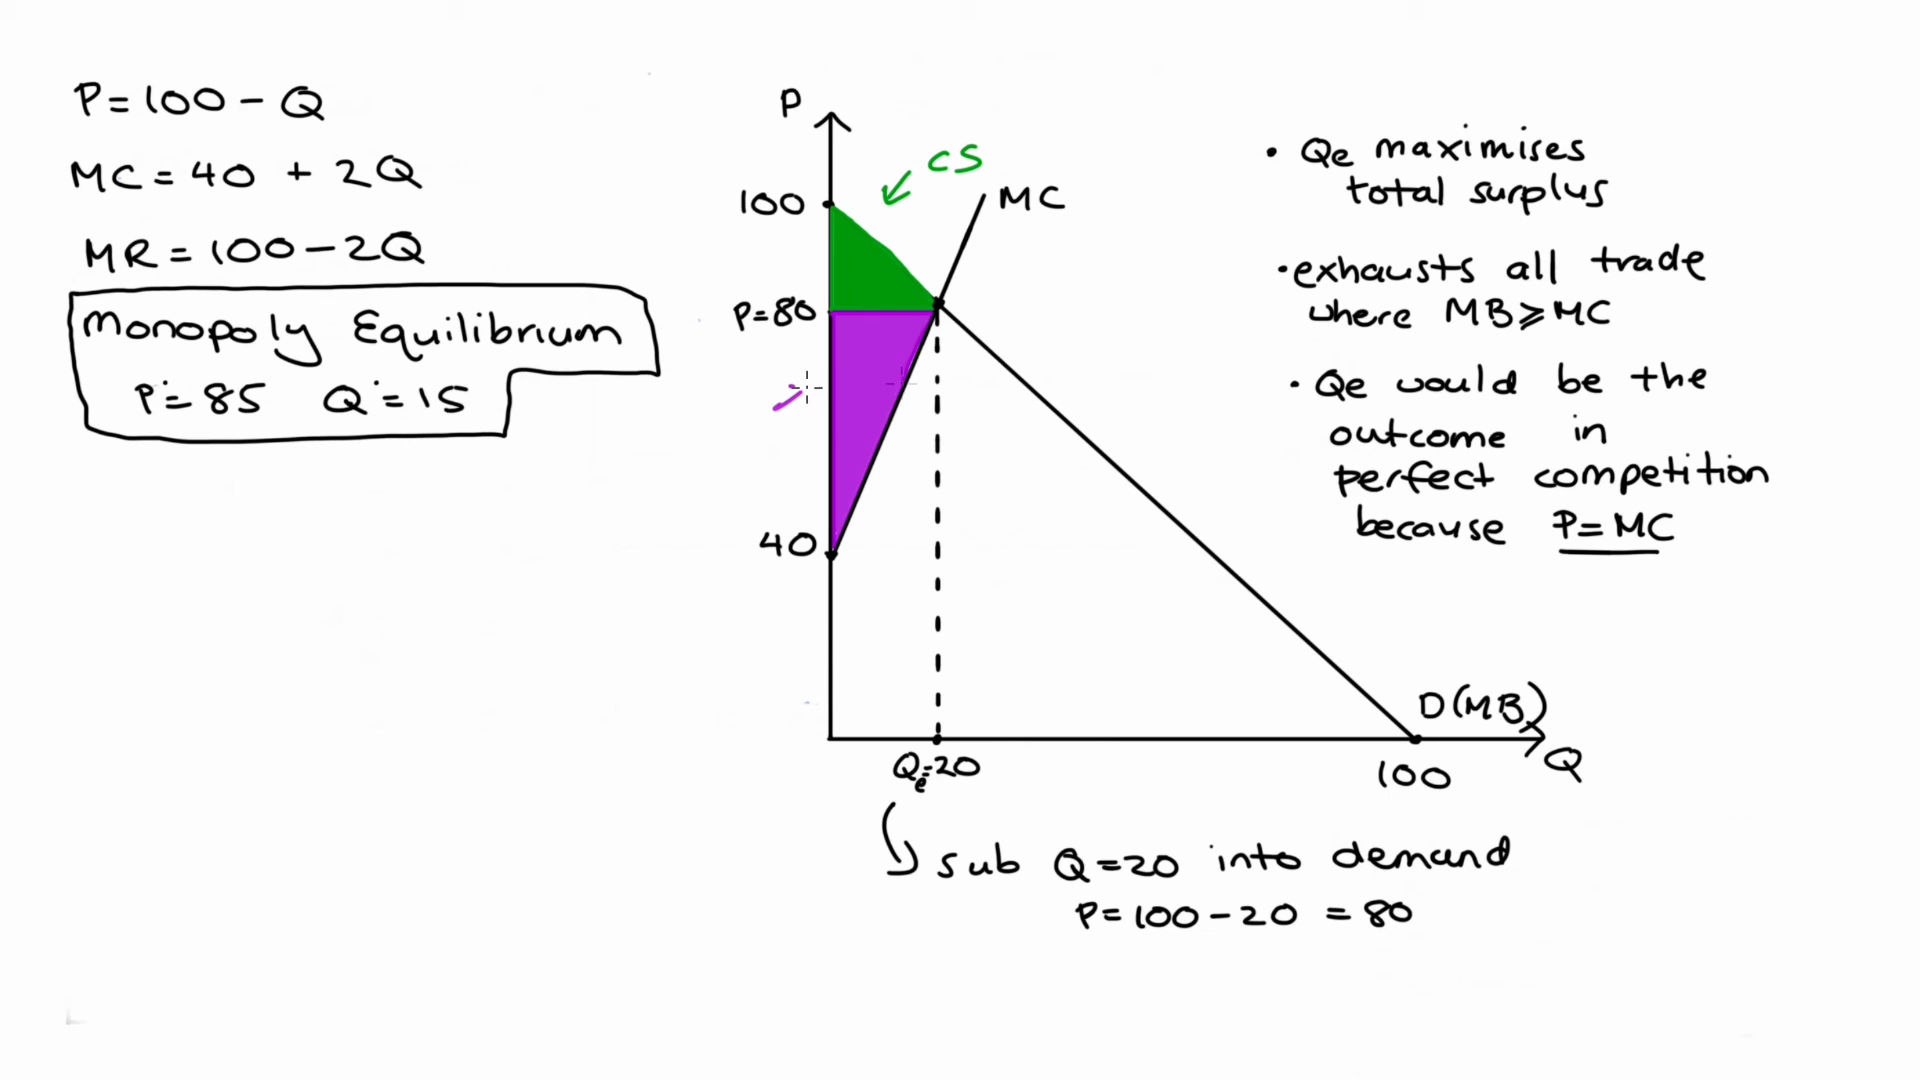 P=100-Q
MC=40 + 2Q
MR=100-2Q
Monopoly Equilibrium
P*=85 Q*=15
P
CS
MC
100
P=80
40
D(MB)
Qe=20
100
Q
sub Q=20 into demand
P=100-20 = 80
• Qe maximises
total surplus
• exhausts all trade
where MB⩾MC
• Qe would be the
outcome in
perfect competition
because P=MC